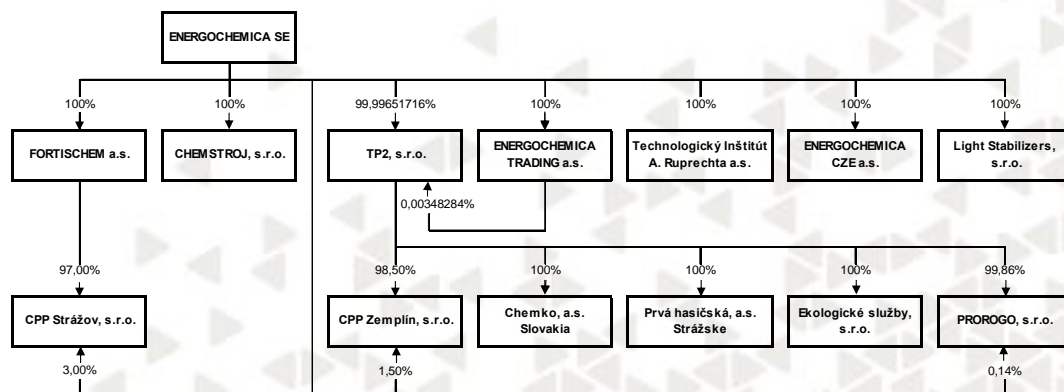 ENERGOCHEMICA SE
100%
100%
99,99651716%
100%
100%
100%
100%
FORTISCHEM a.s.
CHEMSTROJ, s.r.o.
TP2, s.r.o.
ENERGOCHEMICA
TRADING a.s.
Technologický Inštitút
A. Ruprechta a.s.
ENERGOCHEMICA
CZE a.s.
Light Stabilizers,
s.r.o.
0,00348284%
97,00%
98,50%
100%
100%
100%
99,86%
CPP Strážov, s.r.o.
CPP Zemplín, s.r.o.
Chemko, a.s.
Slovakia
Prvá hasičská, a.s.
Strážske
Ekologické služby,
s.r.o.
PROROGO, s.r.o.
3,00%
1,50%
0,14%